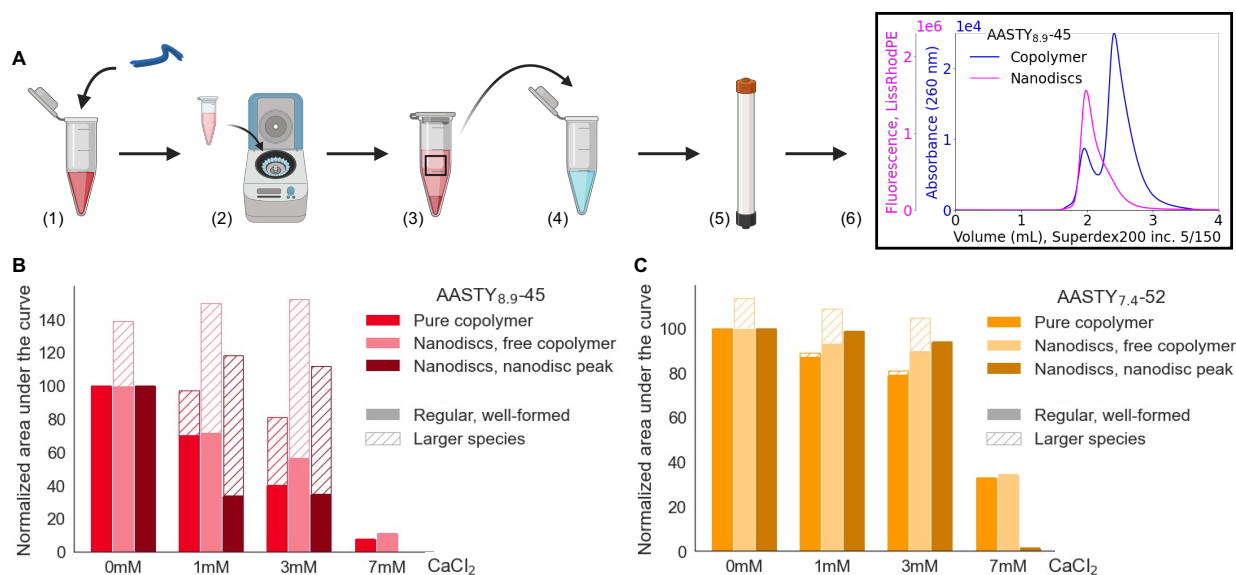 A
(1)
(2)
(3)
(4)
(5)
(6)
1e6
1e4
AASTY8.9-45
Copolymer
Nanodiscs
Fluorescence, LissRhodPE
Absorbance (260 nm)
2
1
0
2
1
0
0 1 2 3 4
Volume (mL), Superdex200 inc. 5/150
B
AASTY8.9-45
Pure copolymer
Nanodiscs, free copolymer
Nanodiscs, nanodisc peak
Regular, well-formed
Larger species
Normalized area under the curve
140
120
100
80
60
40
20
0
0mM 1mM 3mM 7mM CaCl2
C
AASTY7.4-52
Pure copolymer
Nanodiscs, free copolymer
Nanodiscs, nanodisc peak
Regular, well-formed
Larger species
Normalized area under the curve
100
80
60
40
20
0
0mM 1mM 3mM 7mM CaCl2